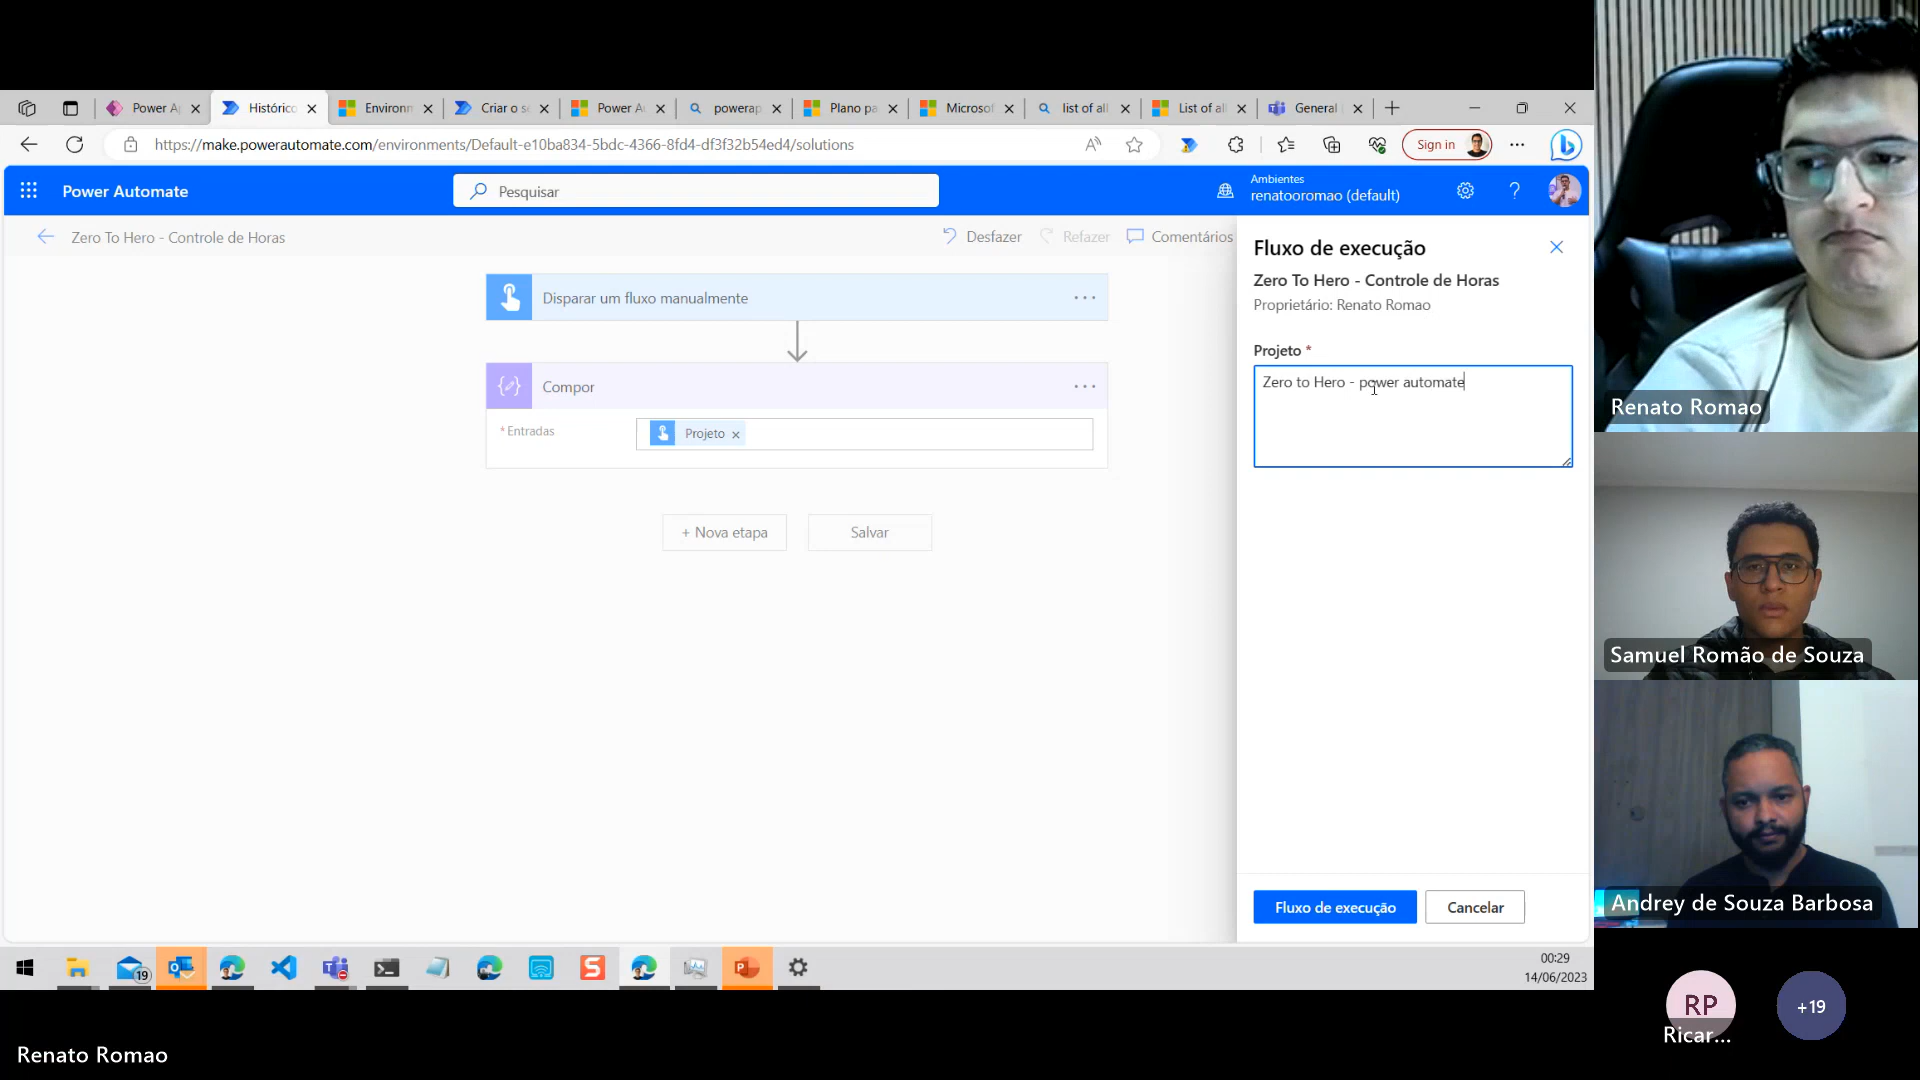 Power A
Histórico
Environm
Criar o s
Power A
powerap
Plano pa
Microsof
list of all
List of all
General
https://make.powerautomate.com/environments/Default-e10ba834-5bdc-4366-8fd4-df3f32b54ed4/solutions
Sign in
Power Automate
Pesquisar
Ambientes
renatooromao (default)
Zero To Hero - Controle de Horas
Desfazer
Refazer
Comentários
Disparar um fluxo manualmente
Compor
* Entradas
Projeto
+ Nova etapa
Salvar
Fluxo de execução
Zero To Hero - Controle de Horas
Proprietário: Renato Romao
Projeto *
Zero to Hero - power automate
Fluxo de execução
Cancelar
19
00:29
14/06/2023
Renato Romao
Samuel Romão de Souza
Andrey de Souza Barbosa
RP
Ricar...
+19
Renato Romao